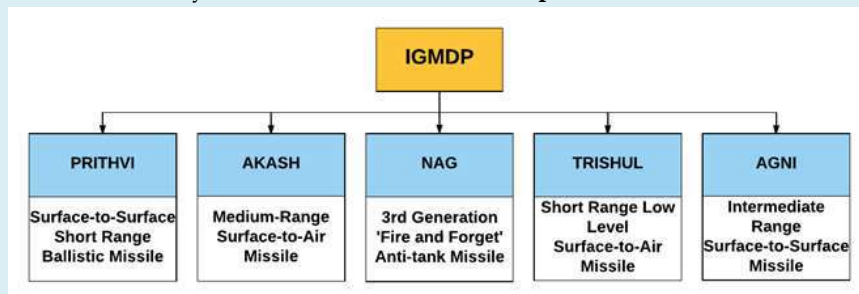 IGMDP
PRITHVI
Surface-to-Surface
Short Range
Ballistic Missile
AKASH
Medium-Range
Surface-to-Air
Missile
NAG
3rd Generation
'Fire and Forget'
Anti-tank Missile
TRISHUL
Short Range Low
Level
Surface-to-Air
Missile
AGNI
Intermediate
Range
Surface-to-Surface
Missile